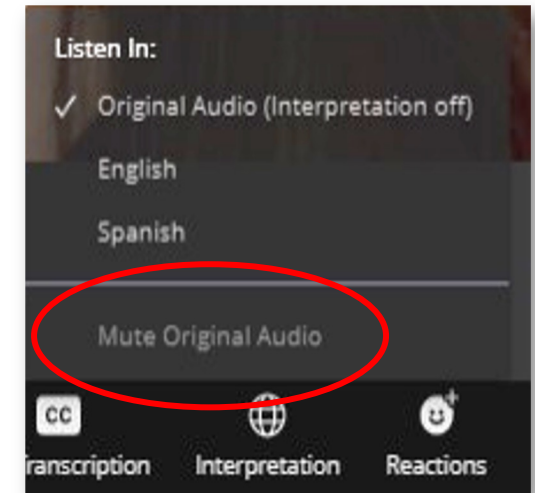 Listen In:
✓ Original Audio (Interpretation off)
English
Spanish
Mute Original Audio
CC
ranscription Interpretation Reactions